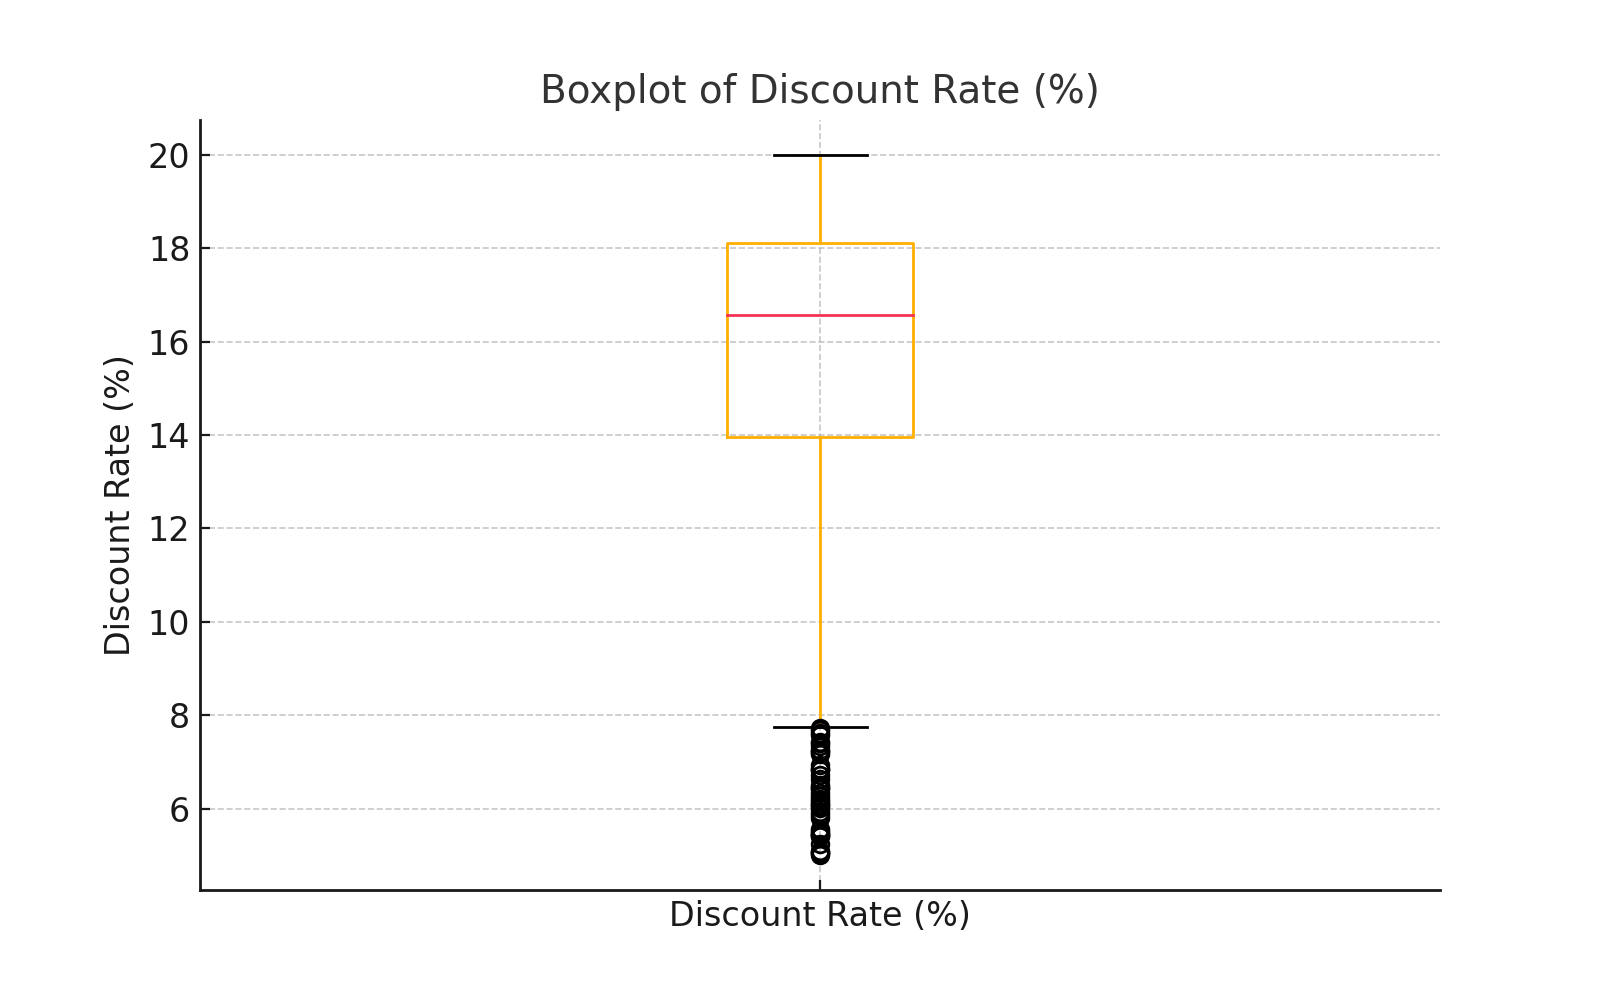 Boxplot of Discount Rate (%)
Discount Rate (%)
20
18
16
14
12
10
8
6
Discount Rate (%)